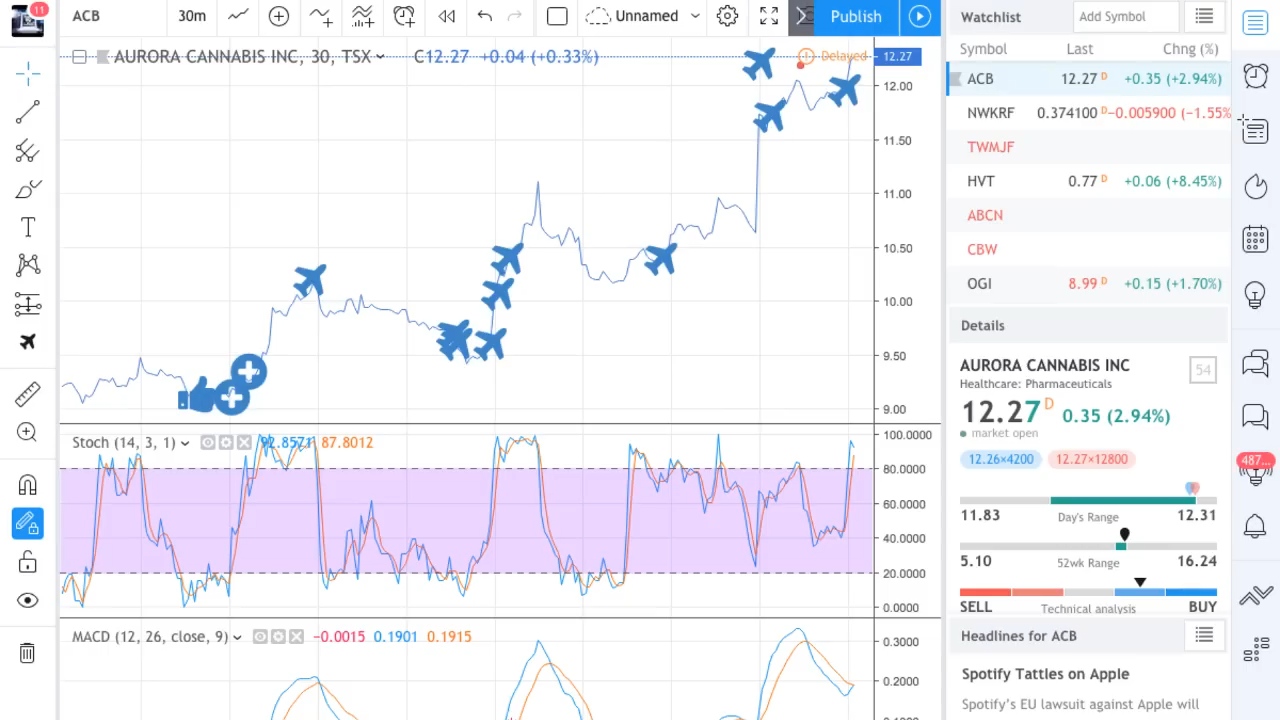 11
ACB 30m Unnamed Publish
AURORA CANNABIS INC, 30, TSX C12.27 +0.04 (+0.33%) Delayed 12.27
12.00
11.50
11.00
10.50
10.00
9.50
9.00
Stoch (14, 3, 1) 92.8571 87.8012
100.0000
80.0000
60.0000
40.0000
20.0000
0.0000
MACD (12, 26, close, 9) −0.0015 0.1901 0.1915
0.3000
0.2000
Watchlist Add Symbol
Symbol Last Chng (%)
ACB 12.27 D +0.35 (+2.94%)
NWKRF 0.374100 D −0.005900 (−1.55%
TWMJF
HVT 0.77 D +0.06 (+8.45%)
ABCN
CBW
OGI 8.99 D +0.15 (+1.70%)
Details
AURORA CANNABIS INC 54
Healthcare: Pharmaceuticals
12.27 D 0.35 (2.94%)
market open
12.26×4200 12.27×12800
11.83 Day's Range 12.31
5.10 52wk Range 16.24
SELL Technical analysis BUY
Headlines for ACB
Spotify Tattles on Apple
Spotify's EU lawsuit against Apple will
487...